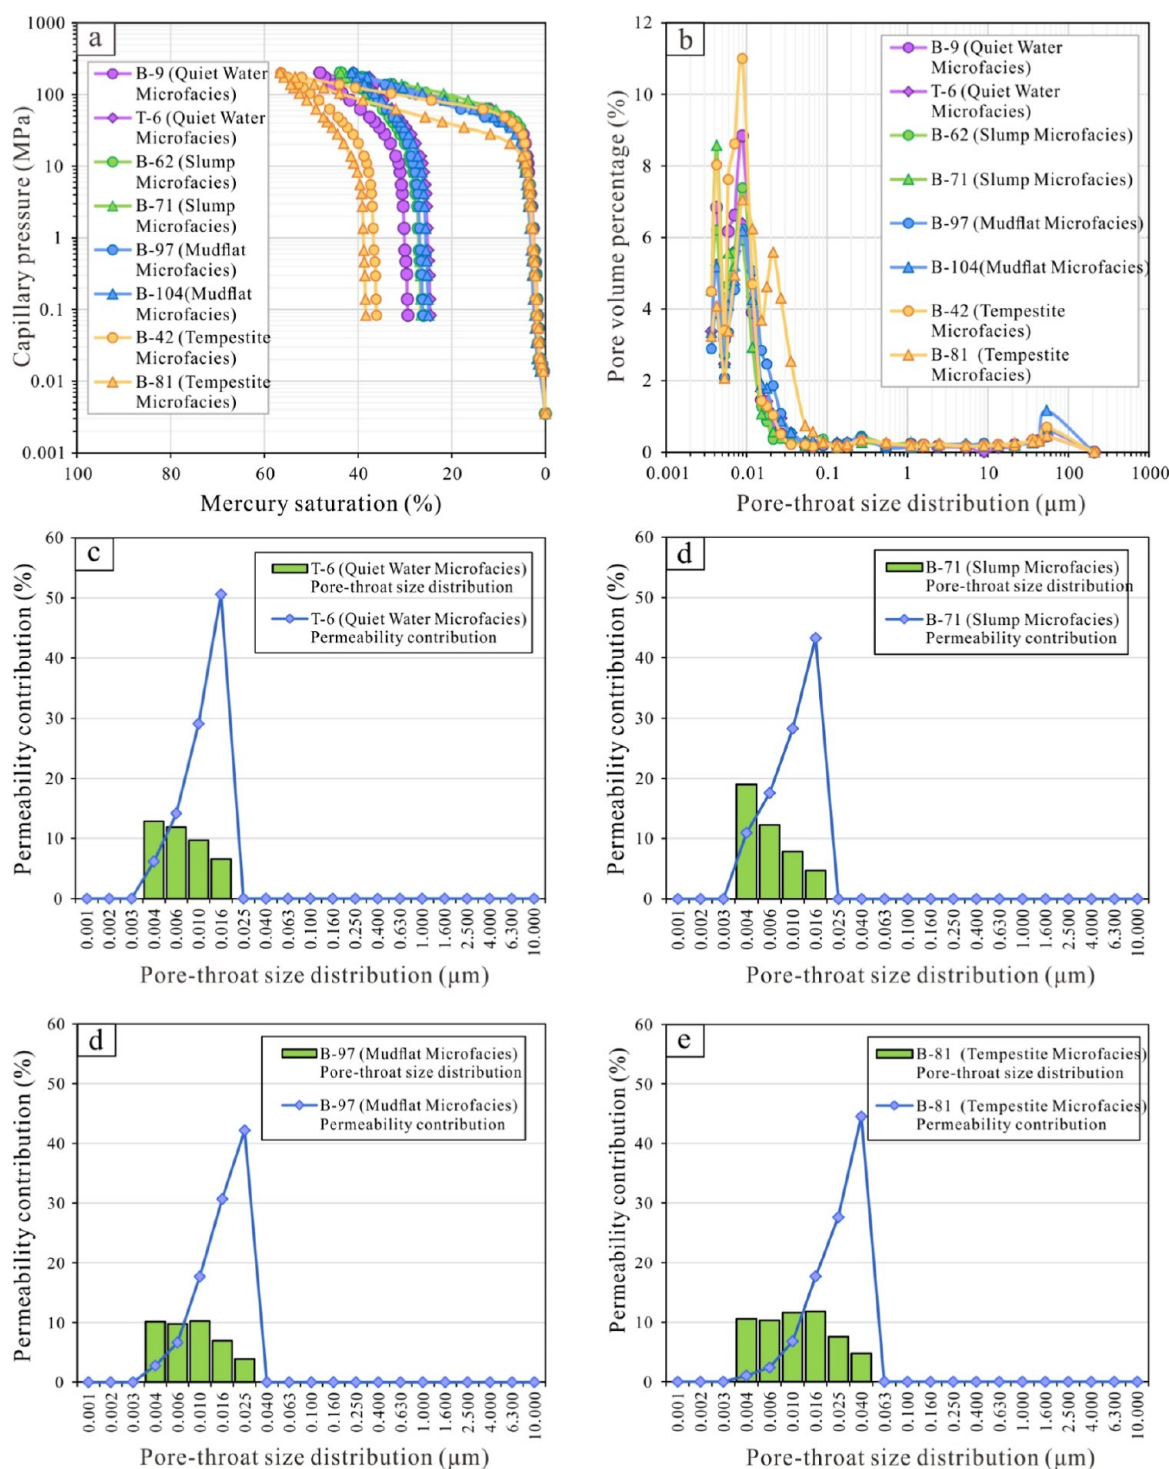 a
1000
100
10
1
0.1
0.01
0.001
Capillary pressure (MPa)
B-9 (Quiet Water
Microfacies)
T-6 (Quiet Water
Microfacies)
B-62 (Slump
Microfacies)
B-71 (Slump
Microfacies)
B-97 (Mudflat
Microfacies)
B-104(Mudflat
Microfacies)
B-42 (Tempestite
Microfacies)
B-81 (Tempestite
Microfacies)
100 80 60 40 20 0
Mercury saturation (%)
b
12
10
8
6
4
2
0
Pore volume percentage (%)
B-9 (Quiet Water
Microfacies)
T-6 (Quiet Water
Microfacies)
B-62 (Slump Microfacies)
B-71 (Slump Microfacies)
B-97 (Mudflat Microfacies)
B-104(Mudflat Microfacies)
B-42 (Tempestite
Microfacies)
B-81 (Tempestite
Microfacies)
0.001 0.01 0.1 1 10 100 1000
Pore-throat size distribution (μm)
c
60
50
40
30
20
10
0
Permeability contribution (%)
T-6 (Quiet Water Microfacies)
Pore-throat size distribution
T-6 (Quiet Water Microfacies)
Permeability contribution
0.001 0.002 0.003 0.004 0.006 0.010 0.016 0.025 0.040 0.063 0.100 0.160 0.250 0.400 0.630 1.000 1.600 2.500 4.000 6.300 10.000
Pore-throat size distribution (μm)
d
60
50
40
30
20
10
0
Permeability contribution (%)
B-71 (Slump Microfacies)
Pore-throat size distribution
B-71 (Slump Microfacies)
Permeability contribution
0.001 0.002 0.003 0.004 0.006 0.010 0.016 0.025 0.040 0.063 0.100 0.160 0.250 0.400 0.630 1.000 1.600 2.500 4.000 6.300 10.000
Pore-throat size distribution (μm)
d
60
50
40
30
20
10
0
Permeability contribution (%)
B-97 (Mudflat Microfacies)
Pore-throat size distribution
B-97 (Mudflat Microfacies)
Permeability contribution
0.001 0.002 0.003 0.004 0.006 0.010 0.016 0.025 0.040 0.063 0.100 0.160 0.250 0.400 0.630 1.000 1.600 2.500 4.000 6.300 10.000
Pore-throat size distribution (μm)
e
60
50
40
30
20
10
0
Permeability contribution (%)
B-81 (Tempestite Microfacies)
Pore-throat size distribution
B-81 (Tempestite Microfacies)
Permeability contribution
0.001 0.002 0.003 0.004 0.006 0.010 0.016 0.025 0.040 0.063 0.100 0.160 0.250 0.400 0.630 1.000 1.600 2.500 4.000 6.300 10.000
Pore-throat size distribution (μm)